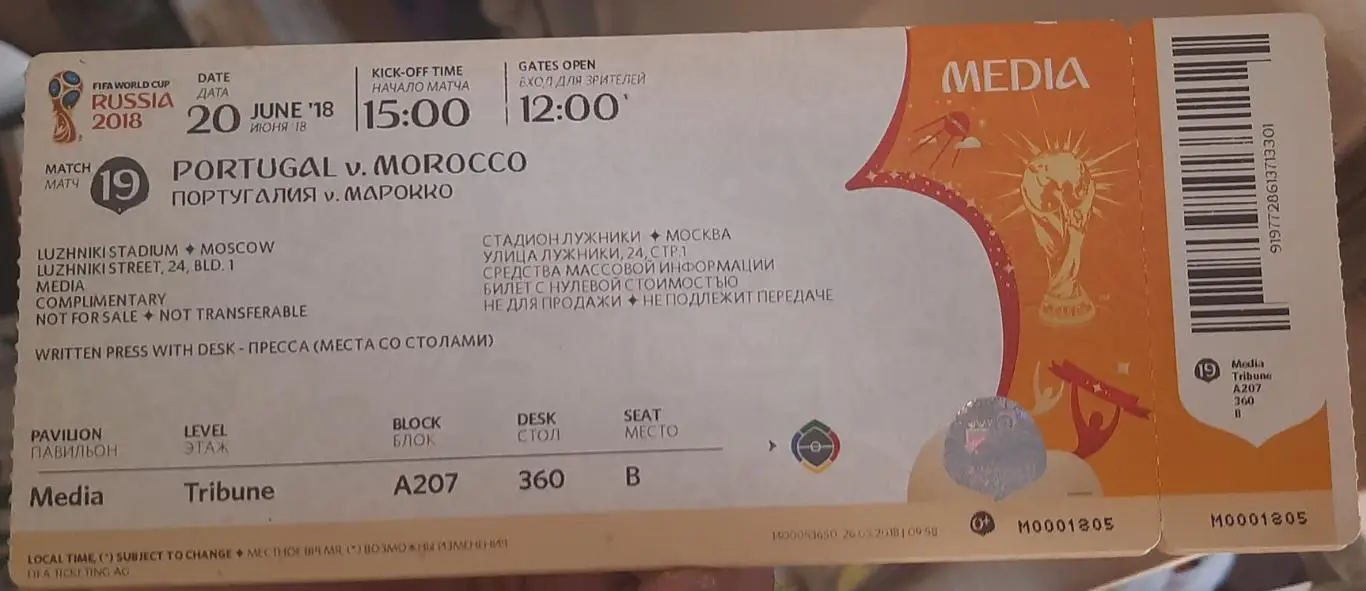 FIFA WORLD CUP
RUSSIA
2018
DATE
ДАТА
20 JUNE '18
ИЮНЯ 18
KICK-OFF TIME
НАЧАЛО МАТЧА
15:00
GATES OPEN
ВХОД ДЛЯ ЗРИТЕЛЕЙ
12:00*
MATCH
МАТЧ
19
PORTUGAL v. MOROCCO
ПОРТУГАЛИЯ v. МАРОККО
LUZHNIKI STADIUM ✦ MOSCOW
LUZHNIKI STREET, 24, BLD. 1
MEDIA
COMPLIMENTARY
NOT FOR SALE ✦ NOT TRANSFERABLE
СТАДИОН ЛУЖНИКИ ✦ МОСКВА
УЛИЦА ЛУЖНИКИ, 24, СТР.1
СРЕДСТВА МАССОВОЙ ИНФОРМАЦИИ
БИЛЕТ С НУЛЕВОЙ СТОИМОСТЬЮ
НЕ ДЛЯ ПРОДАЖИ ✦ НЕ ПОДЛЕЖИТ ПЕРЕДАЧЕ
WRITTEN PRESS WITH DESK - ПРЕССА (МЕСТА СО СТОЛАМИ)
PAVILION
ПАВИЛЬОН
Media
LEVEL
ЭТАЖ
Tribune
BLOCK
БЛОК
A207
DESK
СТОЛ
360
SEAT
МЕСТО
B
LOCAL TIME, (*) SUBJECT TO CHANGE ✦ МЕСТНОЕ ВРЕМЯ, (*) ВОЗМОЖНЫ ИЗМЕНЕНИЯ
FIFA TICKETING AG
MEDIA
6+
M0001805
9197728613713301
19
Media
Tribune
A207
360
B
M0001805